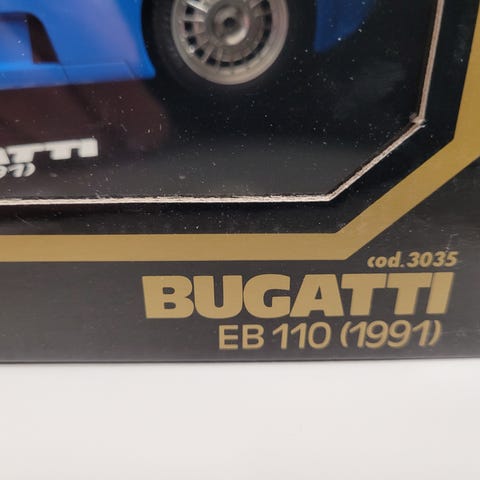 cod.3035
BUGATTI
EB 110 (1991)